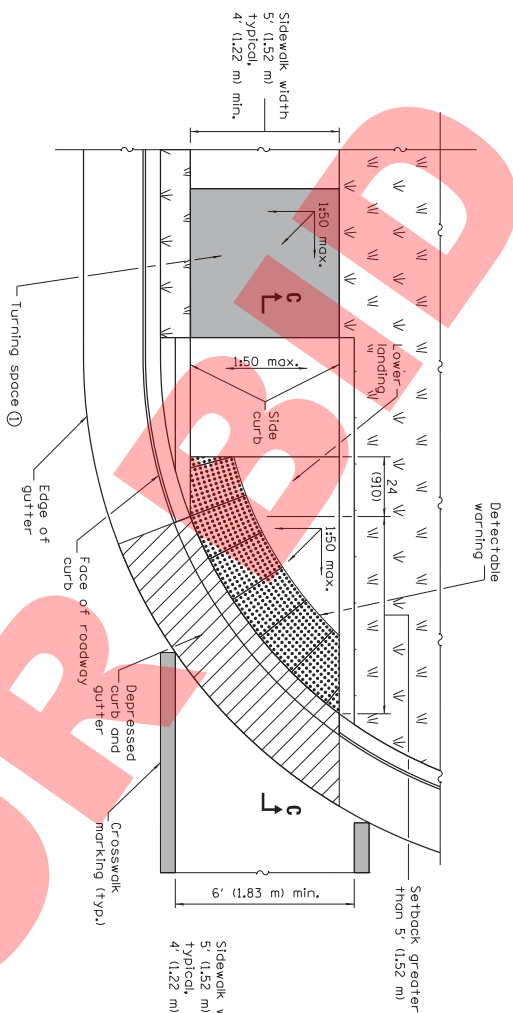 Sidewalk width
5' (1.52 m)
typical,
4' (1.22 m) min.
1:50 max.
C
Turning space ①
Edge of
gutter
Face of roadway
curb
Depressed
curb and
gutter
Crosswalk
marking (typ.)
1:50 max.
Side
curb
Lower
landing
24
(910)
1:50 max.
Detectable
warning
Setback greater
than 5' (1.52 m)
C
6' (1.83 m) min.
Sidewalk w
5' (1.52 m)
typical,
4' (1.22 m)
OR BID